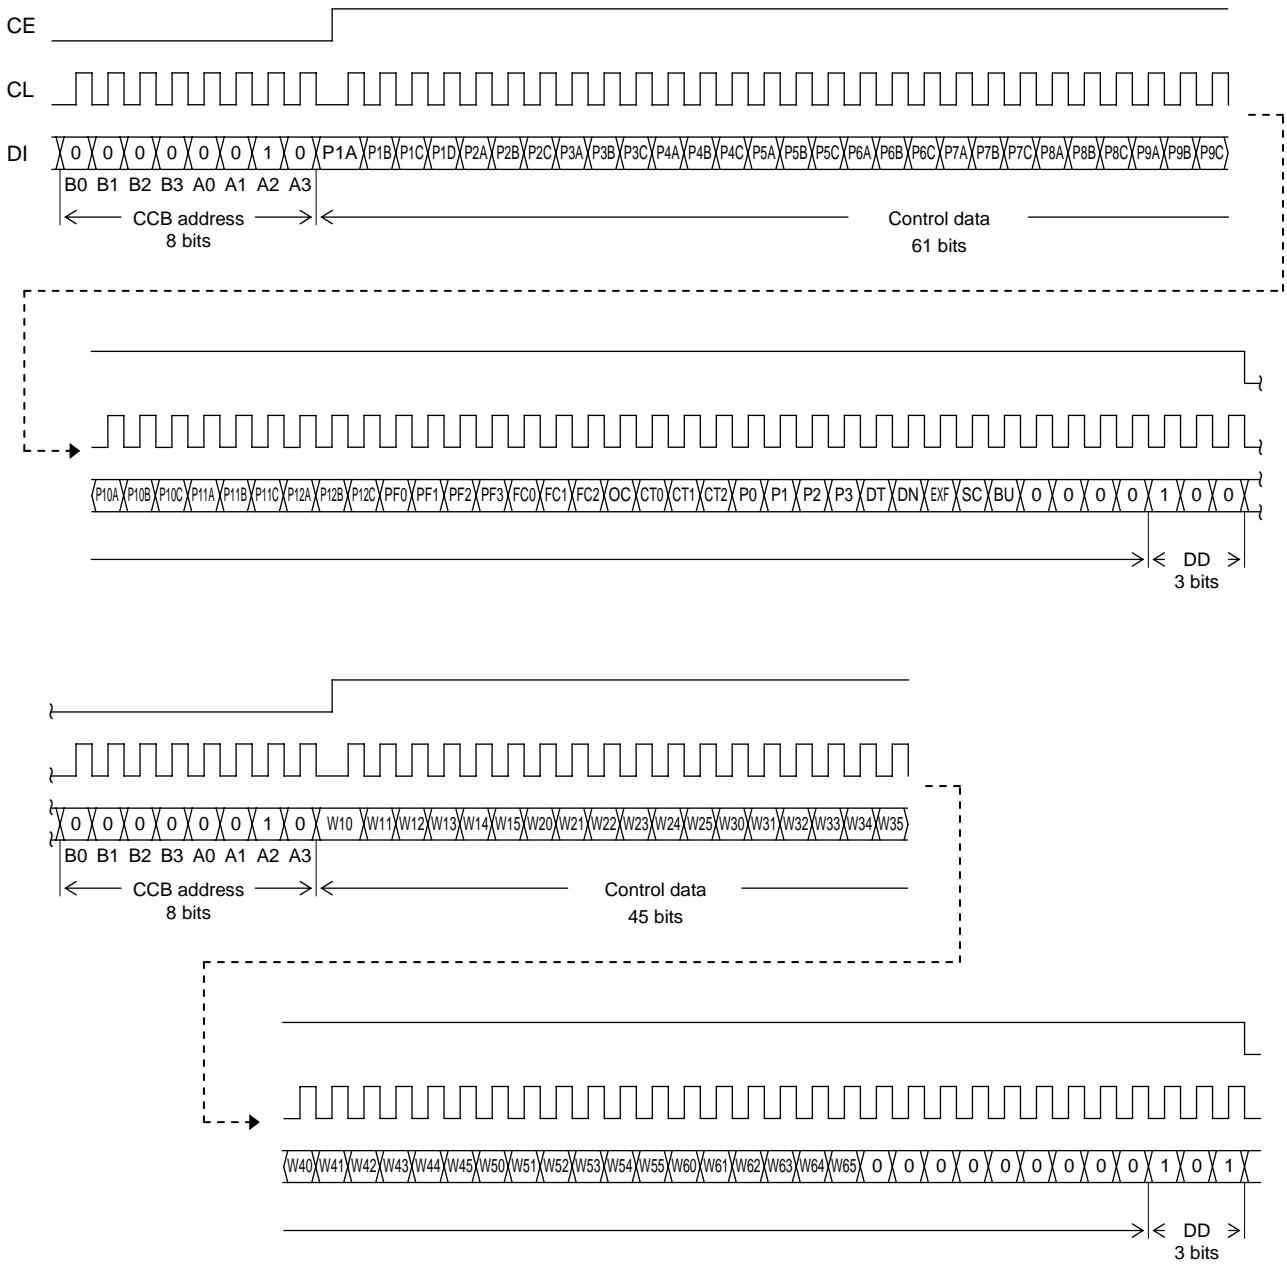 CE
CL
DI 0 0 0 0 0 0 1 0 P1A P1B P1C P1D P2A P2B P2C P3A P3B P3C P4A P4B P4C P5A P5B P5C P6A P6B P6C P7A P7B P7C P8A P8B P8C P9A P9B P9C
B0 B1 B2 B3 A0 A1 A2 A3
CCB address Control data
8 bits 61 bits
P10A P10B P10C P11A P11B P11C P12A P12B P12C PF0 PF1 PF2 PF3 FC0 FC1 FC2 OC CT0 CT1 CT2 P0 P1 P2 P3 DT DN EXF SC BU 0 0 0 0 1 0 0
DD
3 bits
0 0 0 0 0 0 1 0 W10 W11 W12 W13 W14 W15 W20 W21 W22 W23 W24 W25 W30 W31 W32 W33 W34 W35
B0 B1 B2 B3 A0 A1 A2 A3
CCB address Control data
8 bits 45 bits
W40 W41 W42 W43 W44 W45 W50 W51 W52 W53 W54 W55 W60 W61 W62 W63 W64 W65 0 0 0 0 0 0 0 0 0 1 0 1
DD
3 bits